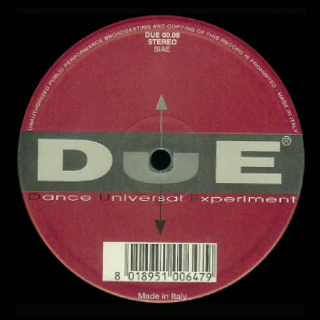 UNAUTHORIZED PUBLIC PERFORMANCE BROADCASTING AND COPYING OF THIS RECORD IS PROHIBITED - MADE IN ITALY
DUE 00.06
STEREO
SIAE
DUE®
Dance Universal Experiment
8 018951 006479
Made in Italy